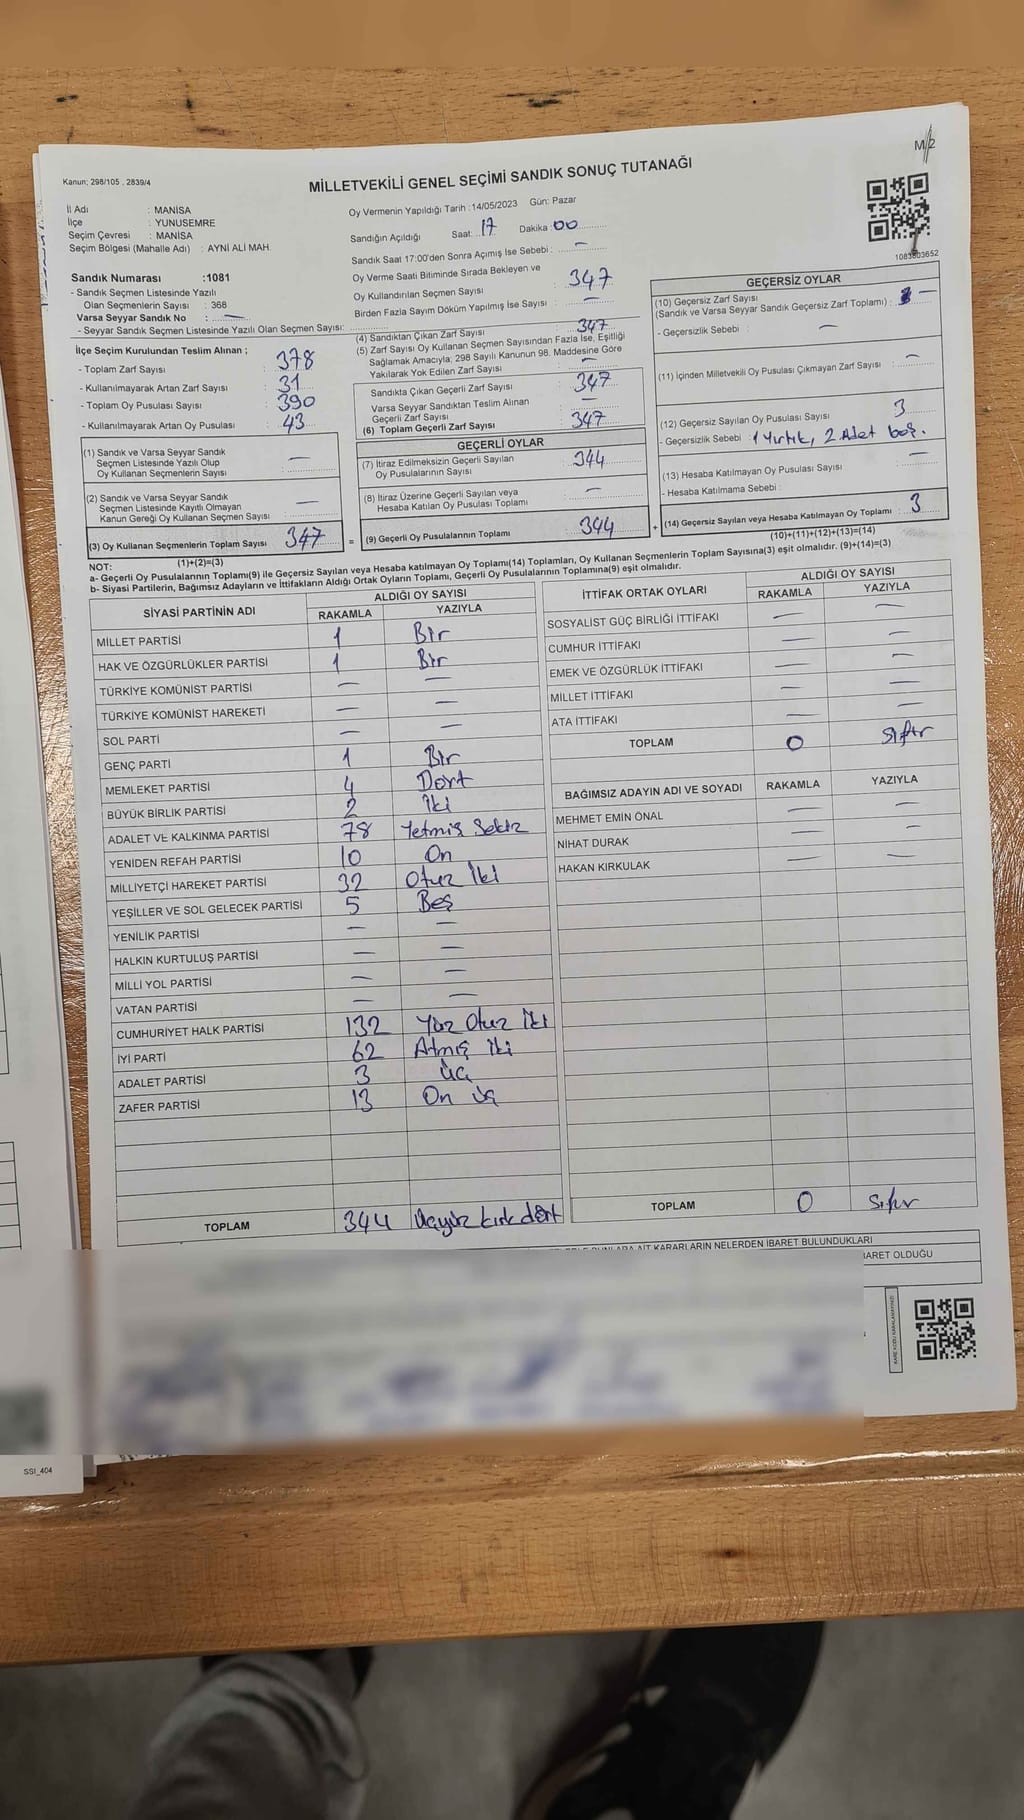 M/2
Kanun; 298/105 , 2839/4
MİLLETVEKİLİ GENEL SEÇİMİ SANDIK SONUÇ TUTANAĞI
İl Adı : MANİSA
İlçe : YUNUSEMRE
Seçim Çevresi : MANİSA
Seçim Bölgesi (Mahalle Adı) : AYNİ ALİ MAH.
Oy Vermenin Yapıldığı Tarih :14/05/2023 Gün: Pazar
Sandığın Açıldığı Saat: 17 Dakika :00
Sandık Saat 17:00'den Sonra Açımış İse Sebebi : —
Oy Verme Saati Bitiminde Sırada Bekleyen ve
Oy Kullandırılan Seçmen Sayısı : 347
Birden Fazla Sayım Döküm Yapılmış İse Sayısı : —
1083803652
Sandık Numarası :1081
- Sandık Seçmen Listesinde Yazılı
Olan Seçmenlerin Sayısı : 368
Varsa Seyyar Sandık No : —
- Seyyar Sandık Seçmen Listesinde Yazılı Olan Seçmen Sayısı:
İlçe Seçim Kurulundan Teslim Alınan ;
- Toplam Zarf Sayısı : 378
- Kullanılmayarak Artan Zarf Sayısı : 31
- Toplam Oy Pusulası Sayısı : 390
- Kullanılmayarak Artan Oy Pusulası : 43
(1) Sandık ve Varsa Seyyar Sandık
Seçmen Listesinde Yazılı Olup
Oy Kullanan Seçmenlerin Sayısı : —
(2) Sandık ve Varsa Seyyar Sandık
Seçmen Listesinde Kayıtlı Olmayan
Kanun Gereği Oy Kullanan Seçmen Sayısı : —
(3) Oy Kullanan Seçmenlerin Toplam Sayısı 347
(1)+(2)=(3)
(4) Sandıktan Çıkan Zarf Sayısı : 347
(5) Zarf Sayısı Oy Kullanan Seçmen Sayısından Fazla İse, Eşitliği
Sağlamak Amacıyla; 298 Sayılı Kanunun 98. Maddesine Göre
Yakılarak Yok Edilen Zarf Sayısı : —
Sandıkta Çıkan Geçerli Zarf Sayısı : 347
Varsa Seyyar Sandıktan Teslim Alınan
Geçerli Zarf Sayısı : —
(6) Toplam Geçerli Zarf Sayısı : 347
GEÇERLİ OYLAR
(7) İtiraz Edilmeksizin Geçerli Sayılan
Oy Pusulalarının Sayısı : 344
(8) İtiraz Üzerine Geçerli Sayılan veya
Hesaba Katılan Oy Pusulası Toplamı : —
= (9) Geçerli Oy Pusulalarının Toplamı : 344
GEÇERSİZ OYLAR
(10) Geçersiz Zarf Sayısı
(Sandık ve Varsa Seyyar Sandık Geçersiz Zarf Toplamı) : —
- Geçersizlik Sebebi : —
(11) İçinden Milletvekili Oy Pusulası Çıkmayan Zarf Sayısı : —
(12) Geçersiz Sayılan Oy Pusulası Sayısı : 3
- Geçersizlik Sebebi : 1 Yırtık, 2 Adet boş.
(13) Hesaba Katılmayan Oy Pusulası Sayısı : —
- Hesaba Katılmama Sebebi :
+ (14) Geçersiz Sayılan veya Hesaba Katılmayan Oy Toplamı : 3
(10)+(11)+(12)+(13)=(14)
NOT:
a- Geçerli Oy Pusulalarının Toplamı(9) ile Geçersiz Sayılan veya Hesaba katılmayan Oy Toplamı(14) Toplamları, Oy Kullanan Seçmenlerin Toplam Sayısına(3) eşit olmalıdır. (9)+(14)=(3)
b- Siyasi Partilerin, Bağımsız Adayların ve İttifakların Aldığı Ortak Oyların Toplamı, Geçerli Oy Pusulalarının Toplamına(9) eşit olmalıdır.
SİYASİ PARTİNİN ADI ALDIĞI OY SAYISI
RAKAMLA YAZIYLA
MİLLET PARTİSİ 1 Bir
HAK VE ÖZGÜRLÜKLER PARTİSİ 1 Bir
TÜRKİYE KOMÜNİST PARTİSİ — —
TÜRKİYE KOMÜNİST HAREKETİ — —
SOL PARTİ — —
GENÇ PARTİ 1 Bir
MEMLEKET PARTİSİ 4 Dört
BÜYÜK BİRLİK PARTİSİ 2 İki
ADALET VE KALKINMA PARTİSİ 78 Yetmiş Sekiz
YENİDEN REFAH PARTİSİ 10 On
MİLLİYETÇİ HAREKET PARTİSİ 32 Otuz İki
YEŞİLLER VE SOL GELECEK PARTİSİ 5 Beş
YENİLİK PARTİSİ — —
HALKIN KURTULUŞ PARTİSİ — —
MİLLİ YOL PARTİSİ — —
VATAN PARTİSİ — —
CUMHURİYET HALK PARTİSİ 132 Yüz Otuz İki
İYİ PARTİ 62 Atmış İki
ADALET PARTİSİ 3 Üç
ZAFER PARTİSİ 13 On üç
TOPLAM 344 Üçyüz kırk dört
İTTİFAK ORTAK OYLARI ALDIĞI OY SAYISI
RAKAMLA YAZIYLA
SOSYALİST GÜÇ BİRLİĞİ İTTİFAKI — —
CUMHUR İTTİFAKI — —
EMEK VE ÖZGÜRLÜK İTTİFAKI — —
MİLLET İTTİFAKI — —
ATA İTTİFAKI — —
TOPLAM 0 Sıfır
BAĞIMSIZ ADAYIN ADI VE SOYADI RAKAMLA YAZIYLA
MEHMET EMİN ÖNAL — —
NİHAT DURAK — —
HAKAN KIRKULAK — —
TOPLAM 0 Sıfır
AİT KARARLARIN NELERDEN İBARET BULUNDUKLARI
İBARET OLDUĞU
SSI_404